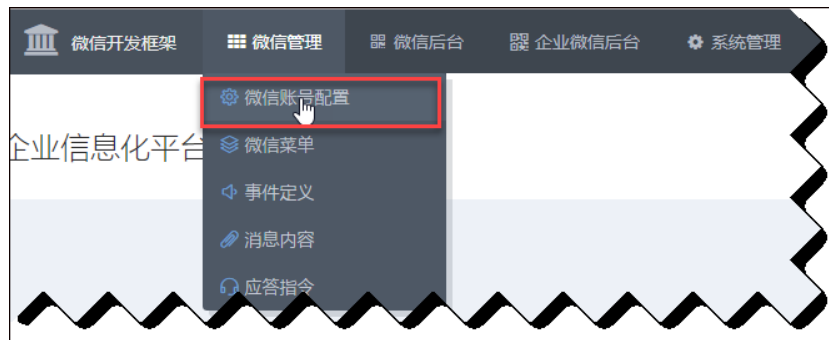 微信开发框架 微信管理 微信后台 企业微信后台 系统管理
微信账号配置
企业信息化平台
微信菜单
事件定义
消息内容
应答指令